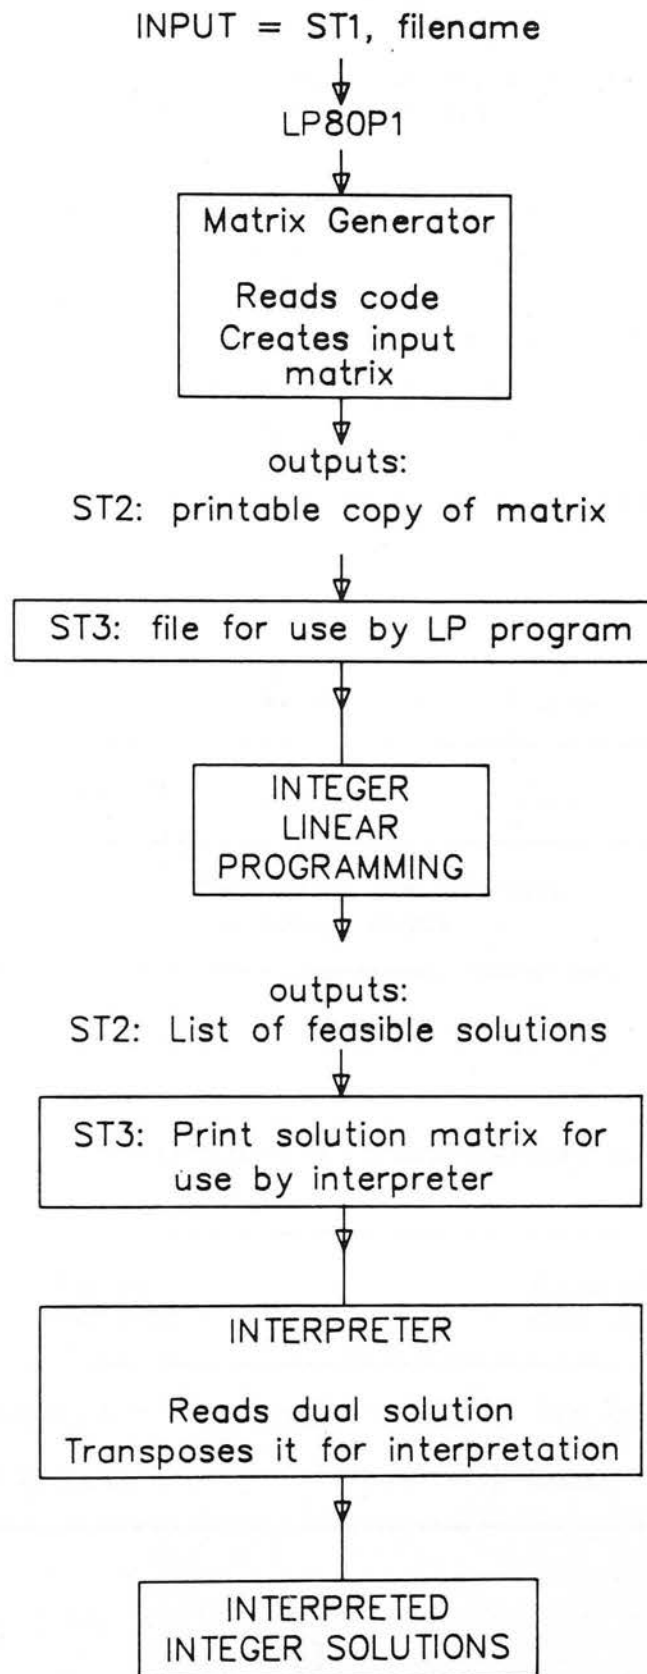 INPUT = ST1, filename
LP80P1
Matrix Generator
Reads code
Creates input
matrix
outputs:
ST2: printable copy of matrix
ST3: file for use by LP program
INTEGER
LINEAR
PROGRAMMING
outputs:
ST2: List of feasible solutions
ST3: Print solution matrix for
use by interpreter
INTERPRETER
Reads dual solution
Transposes it for interpretation
INTERPRETED
INTEGER SOLUTIONS